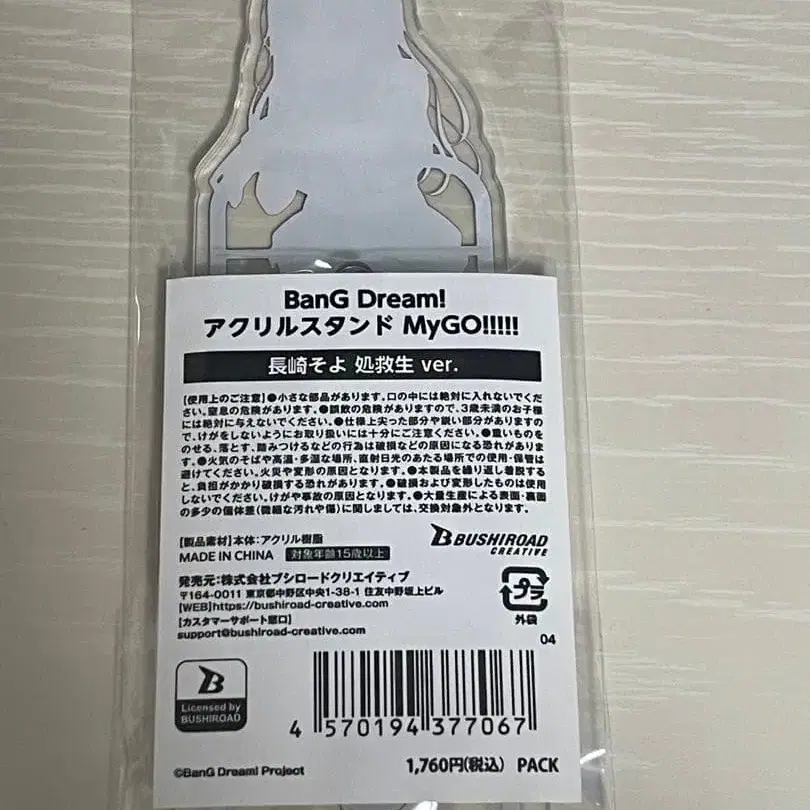 BanG Dream!
アクリルスタンド MyGO!!!!!
長崎そよ 処救生 ver.
【使用上のご注意】●小さな部品があります。口の中には絶対に入れないでくだ
さい。窒息の危険があります。●誤飲の危険がありますので、3歳未満のお子様
には絶対に与えないでください。●仕様上尖った部分や鋭い部分がありますの
で、けがをしないようにお取り扱いには十分にご注意ください。●重いものを
のせる、落とす、踏みつけるなどの行為は破損などの原因になる恐れがありま
す。●火気のそばや高温・多湿な場所、直射日光のあたる場所での使用・保管は
避けてください。火災や変形の原因となります。●本製品を繰り返し着脱する
と、負担がかかり破損する恐れがあります。●破損および変形したものは使用
しないでください。けがや事故の原因となります。●大量生産による表面・裏面
の多少の個体差（微細な汚れや傷）に関しましては、交換対象外となります。
【製品素材】本体：アクリル樹脂
MADE IN CHINA 対象年齢15歳以上
BUSHIROAD
CREATIVE
発売元：株式会社ブシロードクリエイティブ
〒164-0011 東京都中野区中央1-38-1 住友中野坂上ビル
【WEB】https://bushiroad-creative.com/
【カスタマーサポート窓口】
support@bushiroad-creative.com
プラ
外袋
04
B
Licensed by
BUSHIROAD
4 570194 377067
©BanG Dream! Project
1,760円（税込） PACK